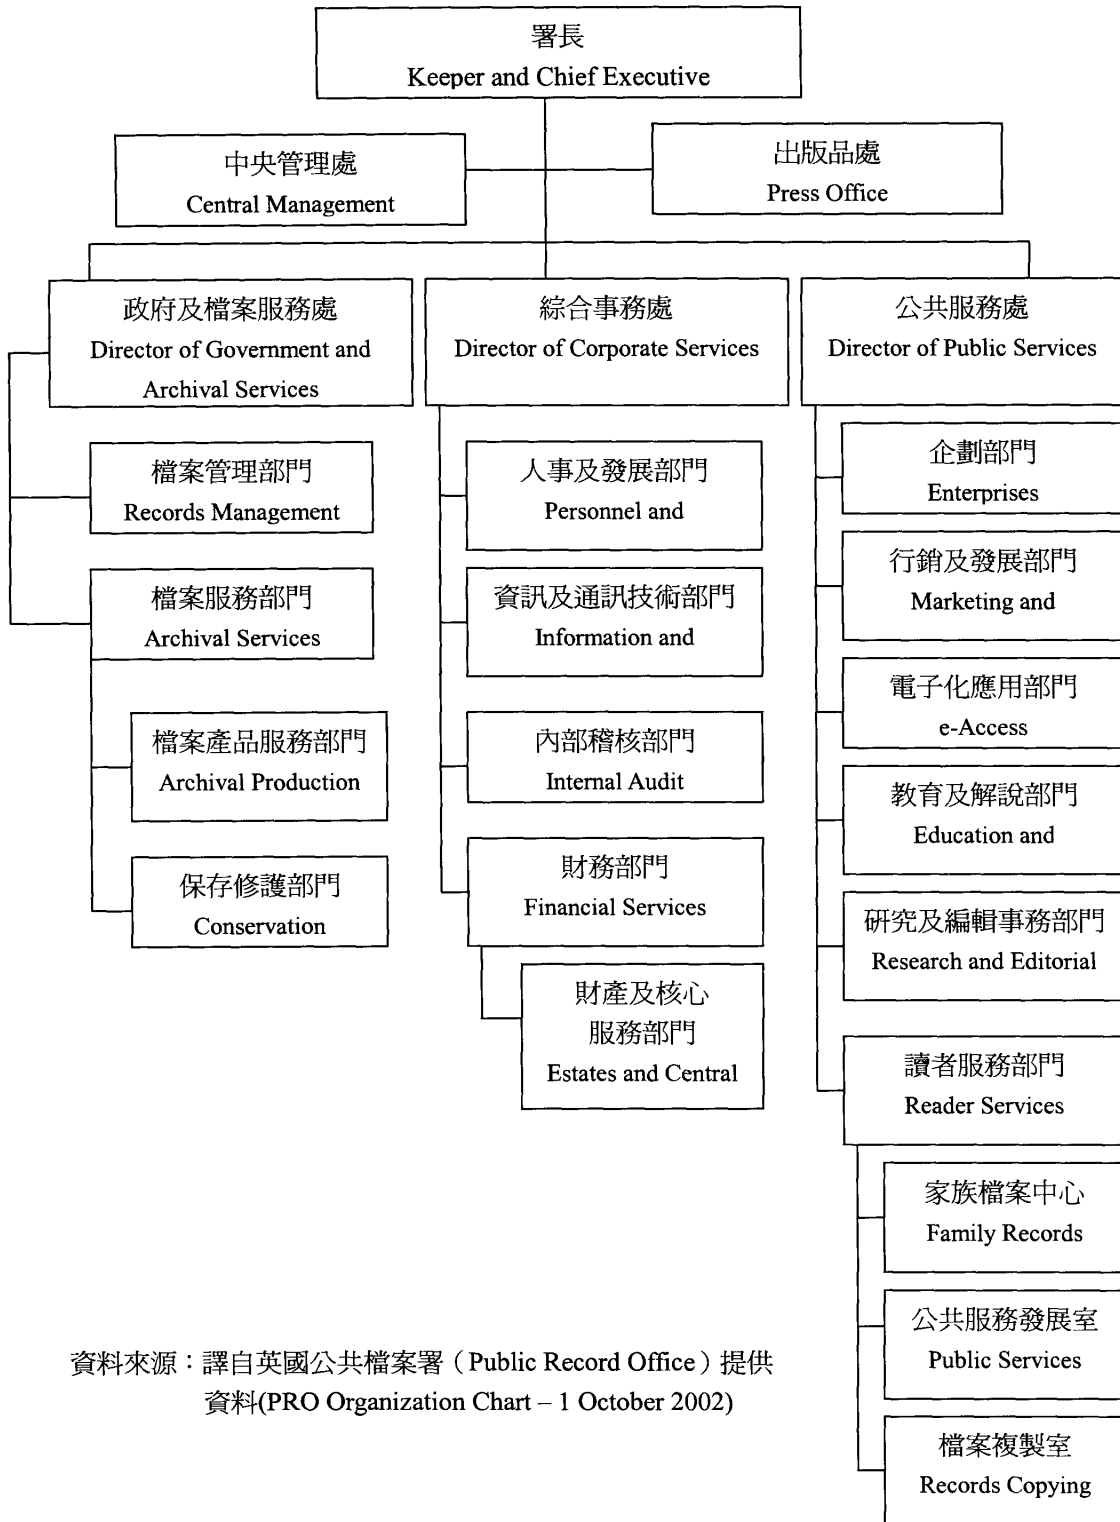 署長
Keeper and Chief Executive
中央管理處
Central Management
出版品處
Press Office
政府及檔案服務處
Director of Government and
Archival Services
檔案管理部門
Records Management
檔案服務部門
Archival Services
檔案產品服務部門
Archival Production
保存修護部門
Conservation
綜合事務處
Director of Corporate Services
人事及發展部門
Personnel and
資訊及通訊技術部門
Information and
內部稽核部門
Internal Audit
財務部門
Financial Services
財產及核心
服務部門
Estates and Central
公共服務處
Director of Public Services
企劃部門
Enterprises
行銷及發展部門
Marketing and
電子化應用部門
e-Access
教育及解說部門
Education and
研究及編輯事務部門
Research and Editorial
讀者服務部門
Reader Services
家族檔案中心
Family Records
公共服務發展室
Public Services
檔案複製室
Records Copying
資料來源：譯自英國公共檔案署（Public Record Office）提供
資料(PRO Organization Chart – 1 October 2002)